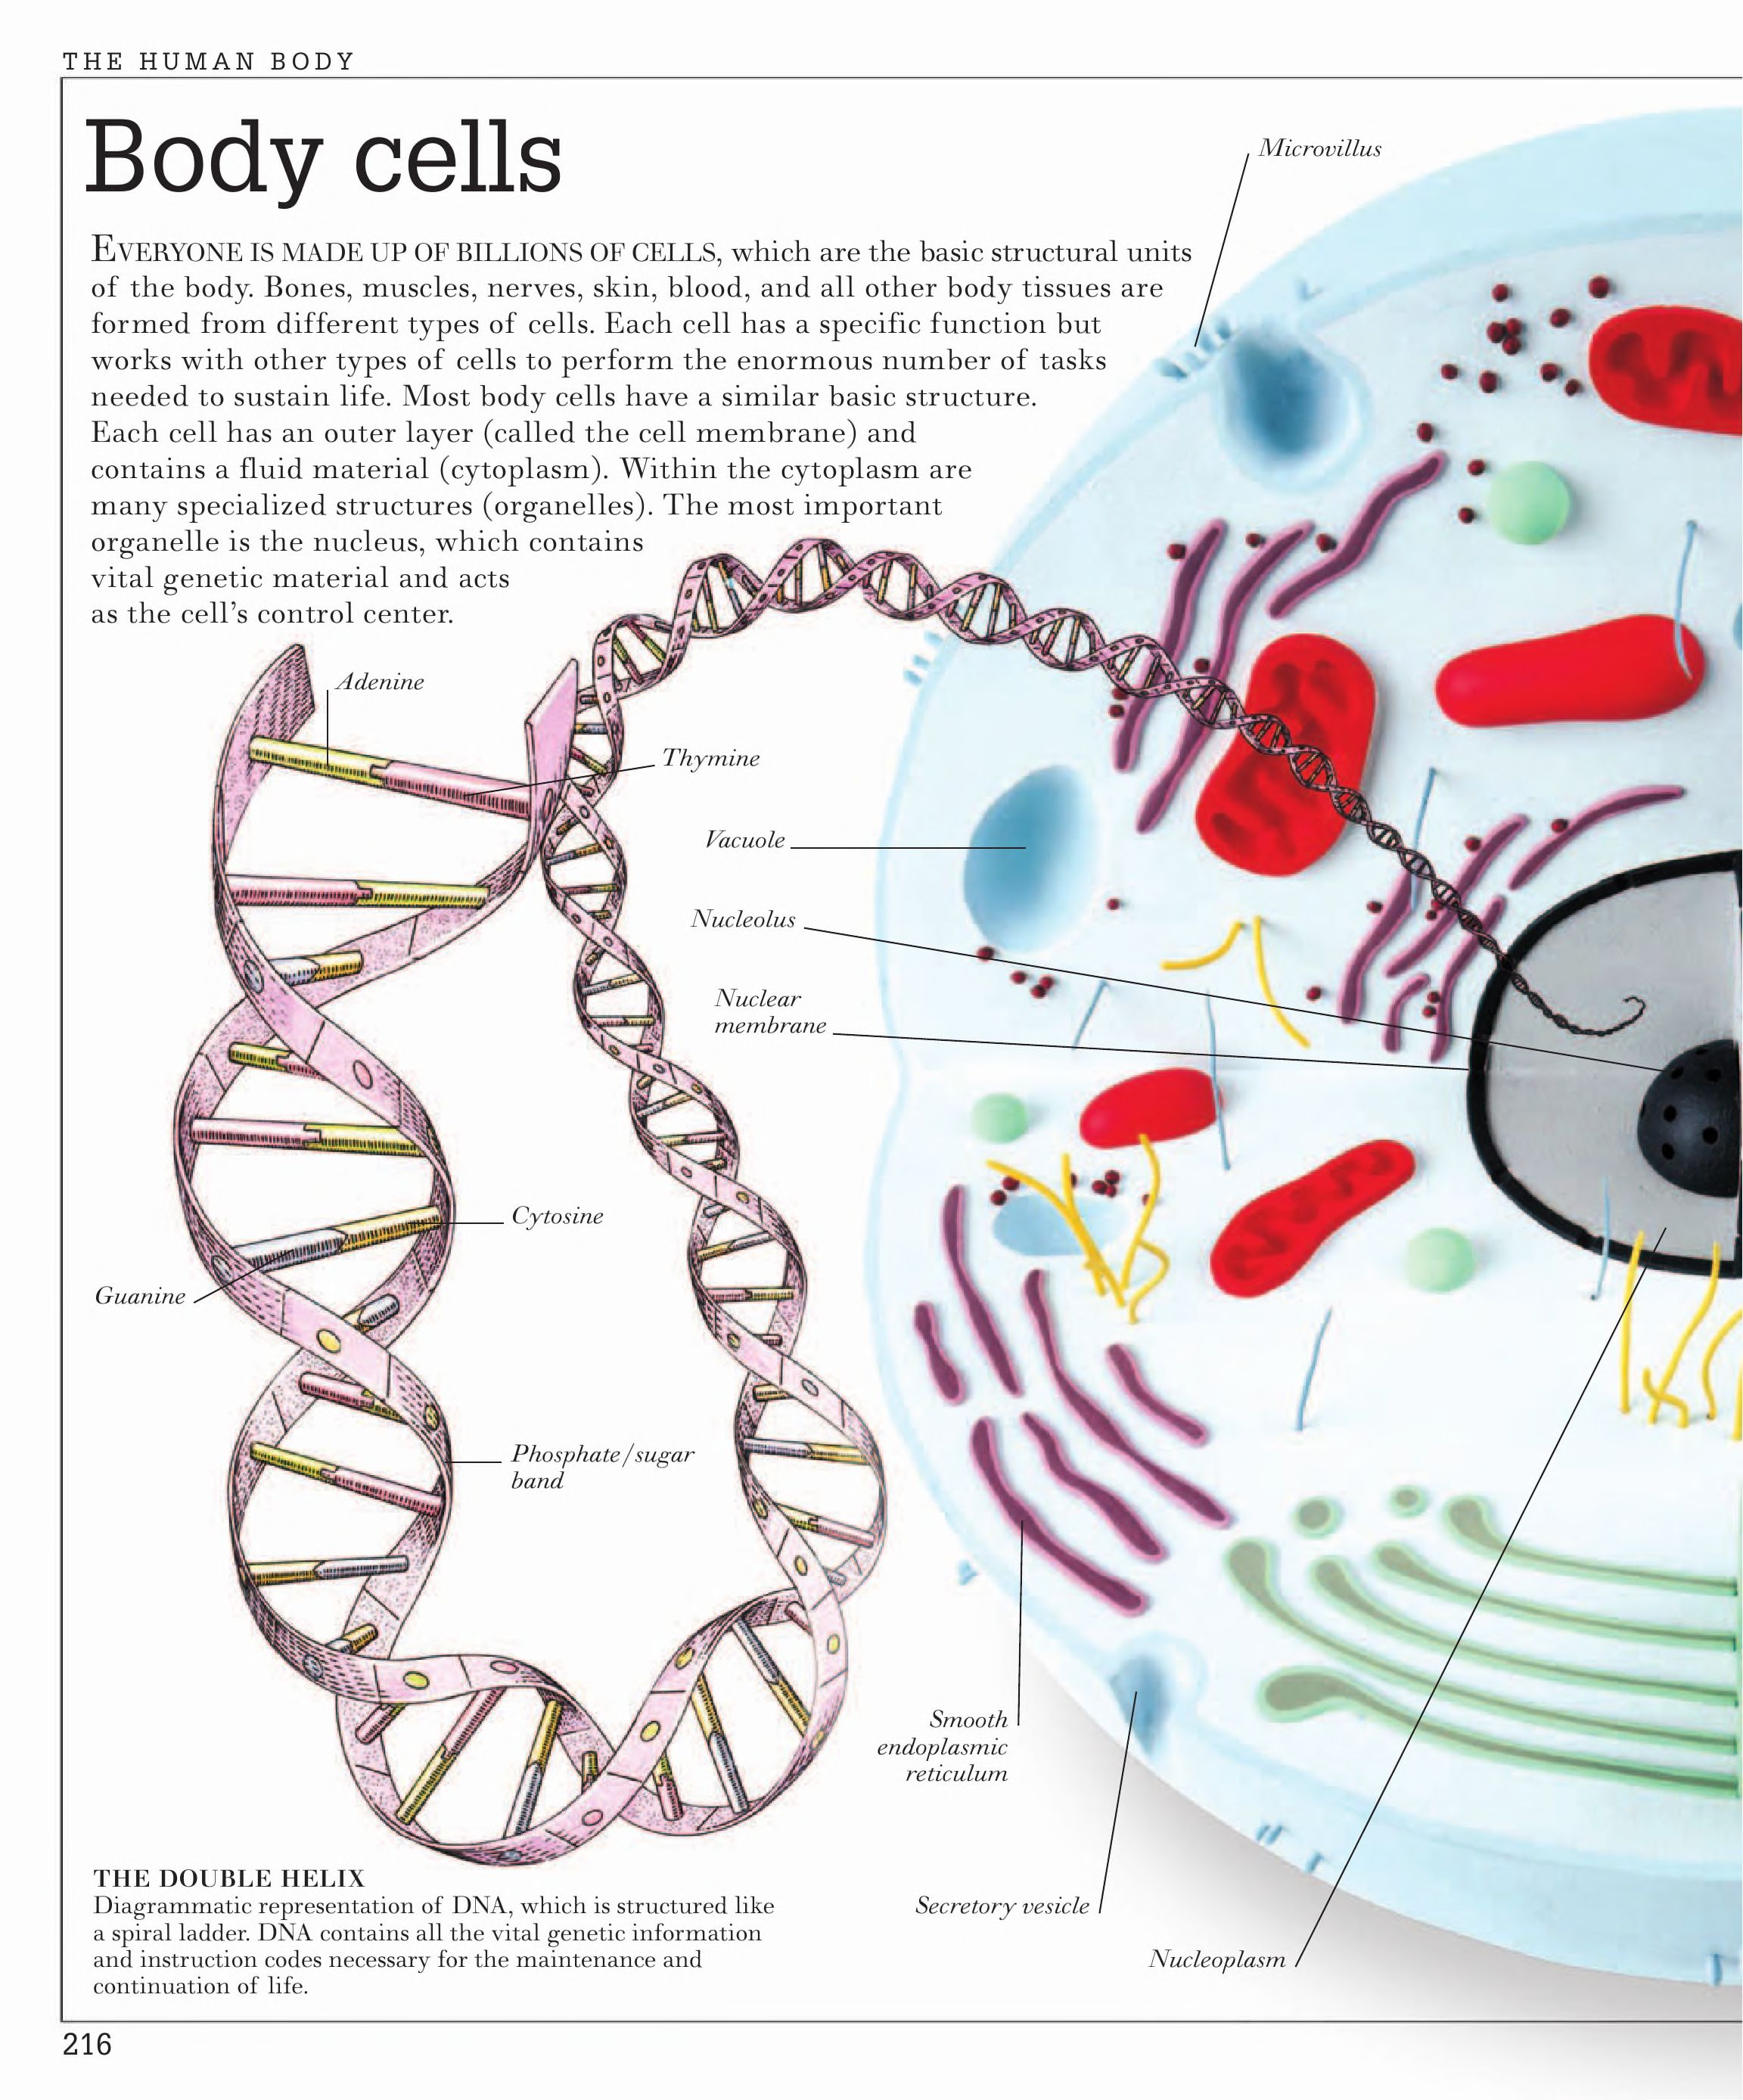 THE HUMAN BODY
Body cells
EVERYONE IS MADE UP OF BILLIONS OF CELLS, which are the basic structural units
of the body. Bones, muscles, nerves, skin, blood, and all other body tissues are
formed from different types of cells. Each cell has a specific function but
works with other types of cells to perform the enormous number of tasks
needed to sustain life. Most body cells have a similar basic structure.
Each cell has an outer layer (called the cell membrane) and
contains a fluid material (cytoplasm). Within the cytoplasm are
many specialized structures (organelles). The most important
organelle is the nucleus, which contains
vital genetic material and acts
as the cell’s control center.
Microvillus
Adenine
Thymine
Vacuole
Nucleolus
Nuclear
membrane
Cytosine
Guanine
Phosphate/sugar
band
Smooth
endoplasmic
reticulum
Secretory vesicle
Nucleoplasm
THE DOUBLE HELIX
Diagrammatic representation of DNA, which is structured like
a spiral ladder. DNA contains all the vital genetic information
and instruction codes necessary for the maintenance and
continuation of life.
216